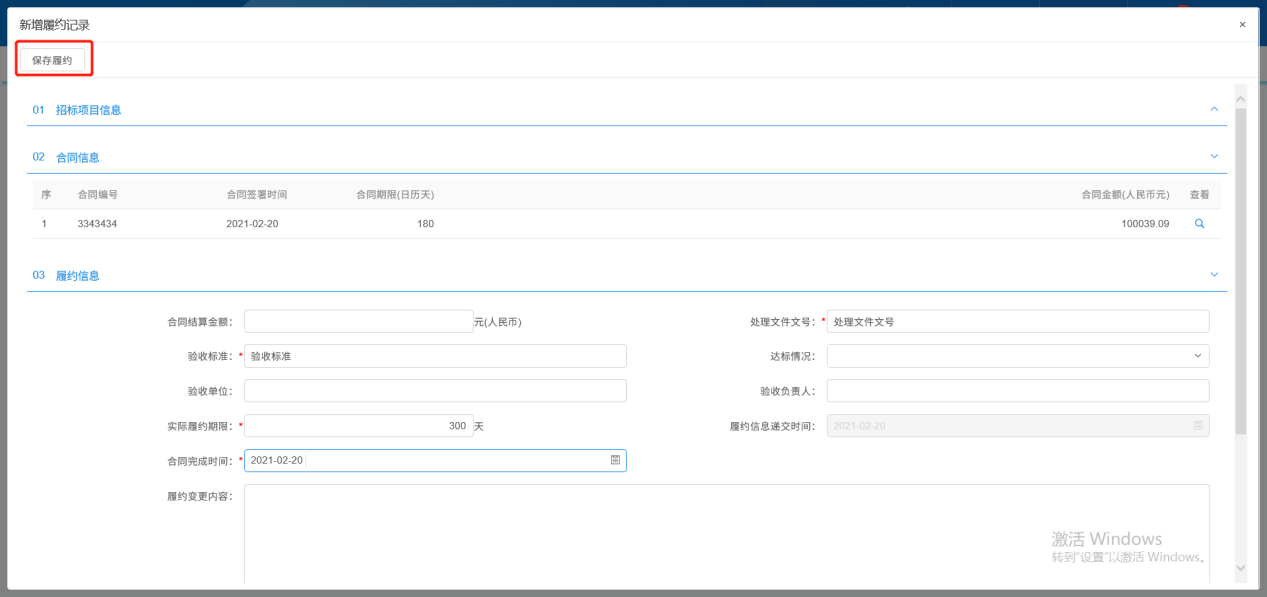 新增履约记录
×
保存履约
01 招标项目信息
02 合同信息
序 合同编号 合同签署时间 合同期限(日历天) 合同金额(人民币元) 查看
1 3343434 2021-02-20 180 100039.09
03 履约信息
合同结算金额： 元(人民币) 处理文件文号：* 处理文件文号
验收标准：* 验收标准 达标情况：
验收单位： 验收负责人：
实际履约期限：* 300 天 履约信息递交时间： 2021-02-20
合同完成时间：* 2021-02-20
履约变更内容：
激活 Windows
转到"设置"以激活 Windows。